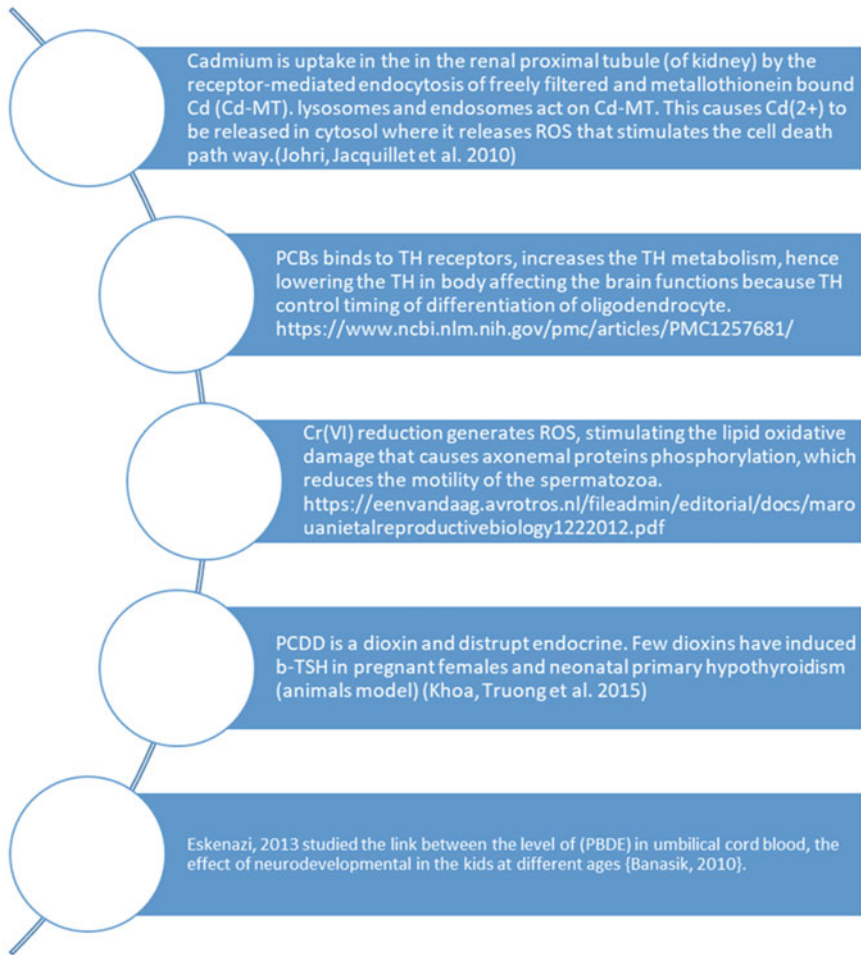 Cadmium is uptake in the in the renal proximal tubule (of kidney) by the
receptor-mediated endocytosis of freely filtered and metallothionein bound
Cd (Cd-MT). lysosomes and endosomes act on Cd-MT. This causes Cd(2+) to
be released in cytosol where it releases ROS that stimulates the cell death
path way.(Johri, Jacquillet et al. 2010)
PCBs binds to TH receptors, increases the TH metabolism, hence
lowering the TH in body affecting the brain functions because TH
control timing of differentiation of oligodendrocyte.
https://www.ncbi.nlm.nih.gov/pmc/articles/PMC1257681/
Cr(VI) reduction generates ROS, stimulating the lipid oxidative
damage that causes axonemal proteins phosphorylation, which
reduces the motility of the spermatozoa.
https://eenvandaag.avrotros.nl/fileadmin/editorial/docs/maro
uanietalreproductivebiology1222012.pdf
PCDD is a dioxin and distrupt endocrine. Few dioxins have induced
b-TSH in pregnant females and neonatal primary hypothyroidism
(animals model) (Khoa, Truong et al. 2015)
Eskenazi, 2013 studied the link between the level of (PBDE) in umbilical cord blood, the
effect of neurodevelopmental in the kids at different ages {Banasik, 2010}.